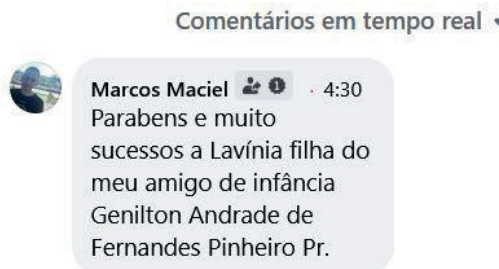 Comentários em tempo real
Marcos Maciel · 4:30
Parabens e muito
sucessos a Lavínia filha do
meu amigo de infância
Genilton Andrade de
Fernandes Pinheiro Pr.